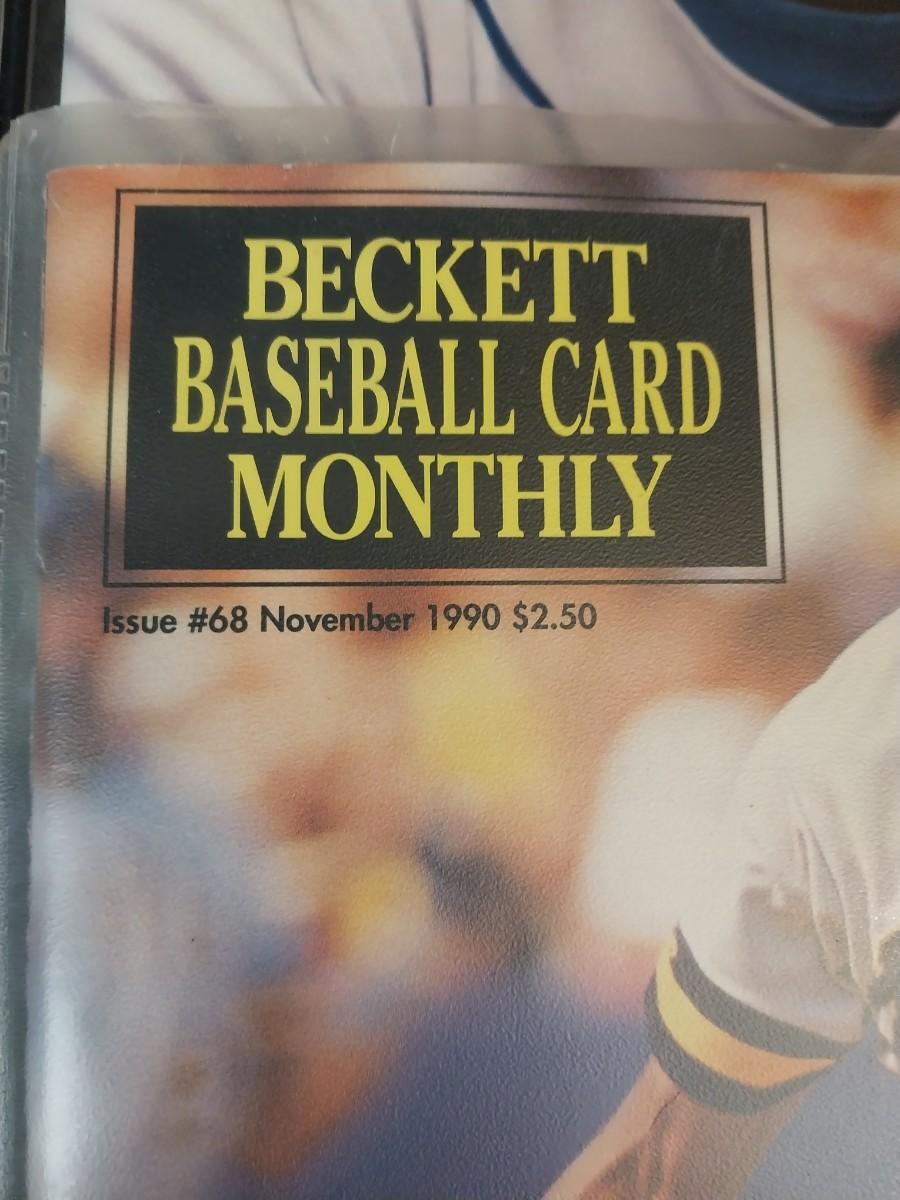 BECKETT
BASEBALL CARD
MONTHLY
Issue #68 November 1990 $2.50